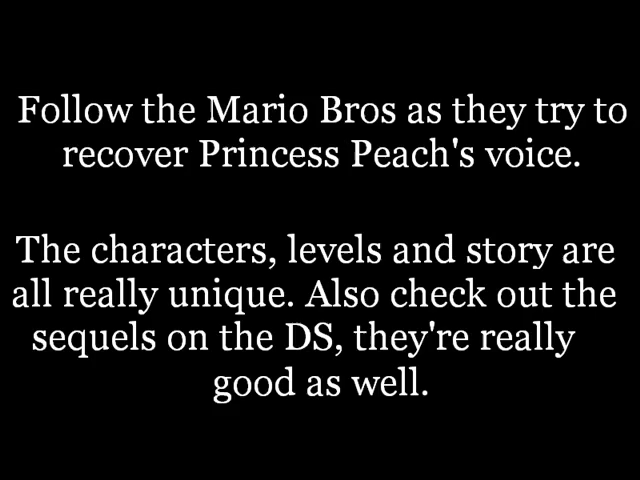 Follow the Mario Bros as they try to
recover Princess Peach's voice.
The characters, levels and story are
all really unique. Also check out the
sequels on the DS, they're really
good as well.